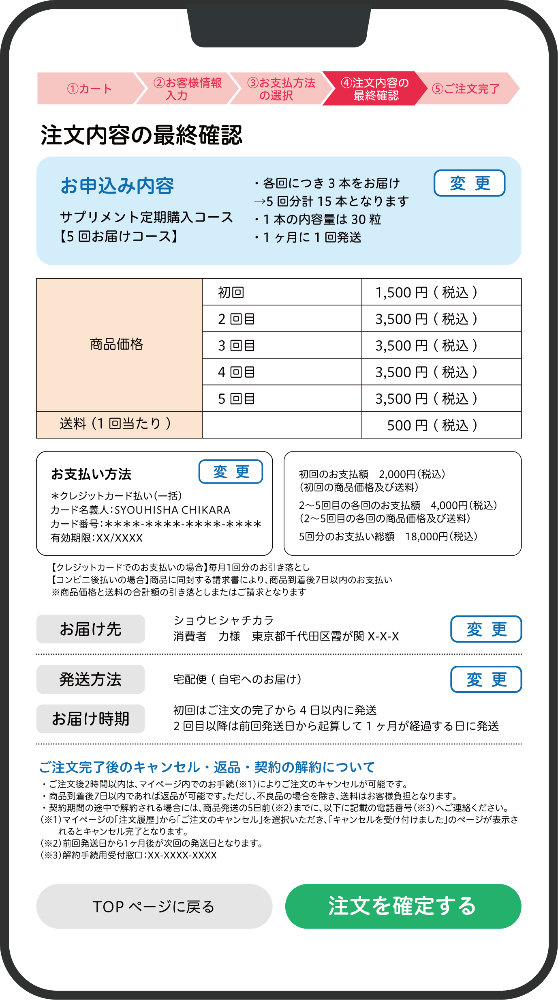 ①カート
②お客様情報
入力
③お支払方法
の選択
④注文内容の
最終確認
⑤ご注文完了
注文内容の最終確認
お申込み内容
変 更
サプリメント定期購入コース
【5 回お届けコース】
・各回につき 3 本をお届け
→5 回分計 15 本となります
・1 本の内容量は 30 粒
・1 ヶ月に 1 回発送
商品価格
初回 1,500 円 ( 税込 )
2 回目 3,500 円 ( 税込 )
3 回目 3,500 円 ( 税込 )
4 回目 3,500 円 ( 税込 )
5 回目 3,500 円 ( 税込 )
送料 (1 回当たり ) 500 円 ( 税込 )
お支払い方法
変 更
＊クレジットカード払い（一括）
カード名義人：SYOUHISHA CHIKARA
カード番号：＊＊＊＊-＊＊＊＊-＊＊＊＊-＊＊＊＊
有効期限：XX/XXXX
初回のお支払額　2,000円（税込）
（初回の商品価格及び送料）
2～5回目の各回のお支払額　4,000円（税込）
（2～5回目の各回の商品価格及び送料）
5回分のお支払い総額　18,000円（税込）
【クレジットカードでのお支払いの場合】毎月1回分のお引き落とし
【コンビニ後払いの場合】商品に同封する請求書により、商品到着後7日以内のお支払い
※商品価格と送料の合計額の引き落としまたはご請求となります
お届け先
ショウヒシャチカラ
消費者　力様　東京都千代田区霞が関 X-X-X
変 更
発送方法
宅配便 ( 自宅へのお届け）
変 更
お届け時期
初回はご注文の完了から 4 日以内に発送
2 回目以降は前回発送日から起算して 1 ヶ月が経過する日に発送
ご注文完了後のキャンセル・返品・契約の解約について
・ご注文後2時間以内は、マイページ内でのお手続（※1）によりご注文のキャンセルが可能です。
・商品到着後7日以内であれば返品が可能です。ただし、不良品の場合を除き、送料はお客様負担となります。
・契約期間の途中で解約される場合には、商品発送の5日前（※2）までに、以下に記載の電話番号（※3）へご連絡ください。
（※1）マイページの「注文履歴」から「ご注文のキャンセル」を選択いただき、「キャンセルを受け付けました」のページが表示さ
れるとキャンセル完了となります。
（※2）前回発送日から1ヶ月後が次回の発送日となります。
（※3）解約手続用受付窓口：XX-XXXX-XXXX
TOP ページに戻る
注文を確定する